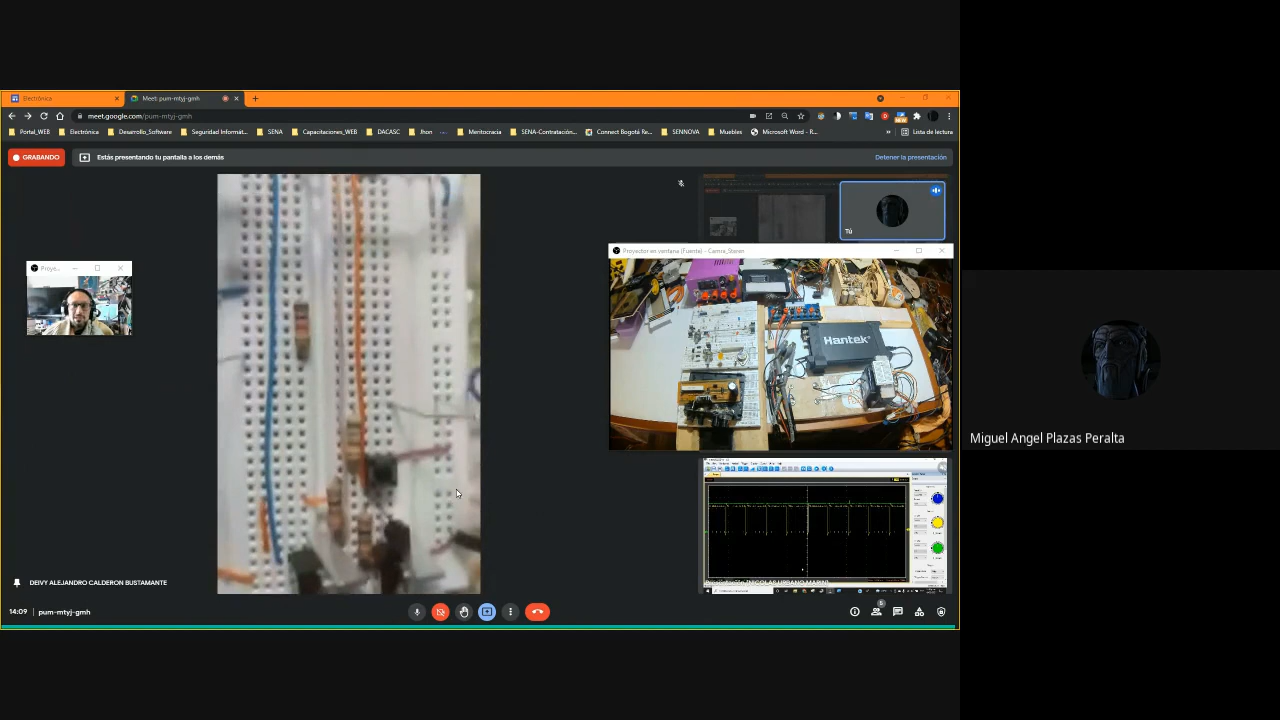 Electrónica
Meet: pum-mtyj-gmh
meet.google.com/pum-mtyj-gmh
Portal_WEB
Electrónica
Desarrollo_Software
Seguridad Informát...
SENA
Capacitaciones_WEB
DACASC
Jhon
Meritocracia
SENA-Contratación...
Connect Bogotá Re...
SENNOVA
Muebles
Microsoft Word - R...
Lista de lectura
GRABANDO
Estás presentando tu pantalla a los demás
Detener la presentación
Tú
Proye...
Proyector en ventana (Fuente) -
Hantek
Miguel Angel Plazas Peralta
DEIVY ALEJANDRO CALDERON BUSTAMANTE
14:09 | pum-mtyj-gmh